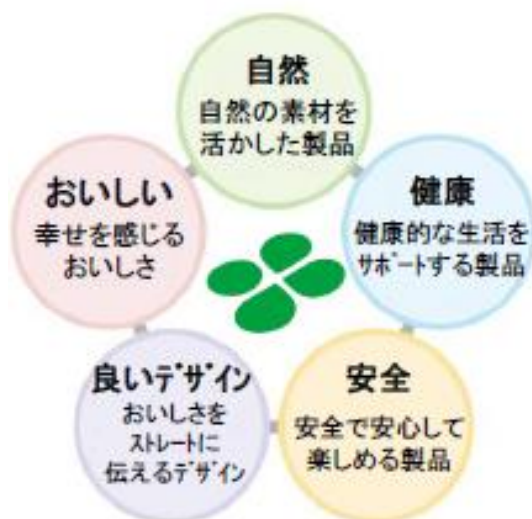 自然
自然の素材を
活かした製品
健康
健康的な生活を
ｻﾎﾟｰﾄする製品
安全
安全で安心して
楽しめる製品
良いﾃﾞｻﾞｲﾝ
おいしさを
ｽﾄﾚｰﾄに
伝えるﾃﾞｻﾞｲﾝ
おいしい
幸せを感じる
おいしさ